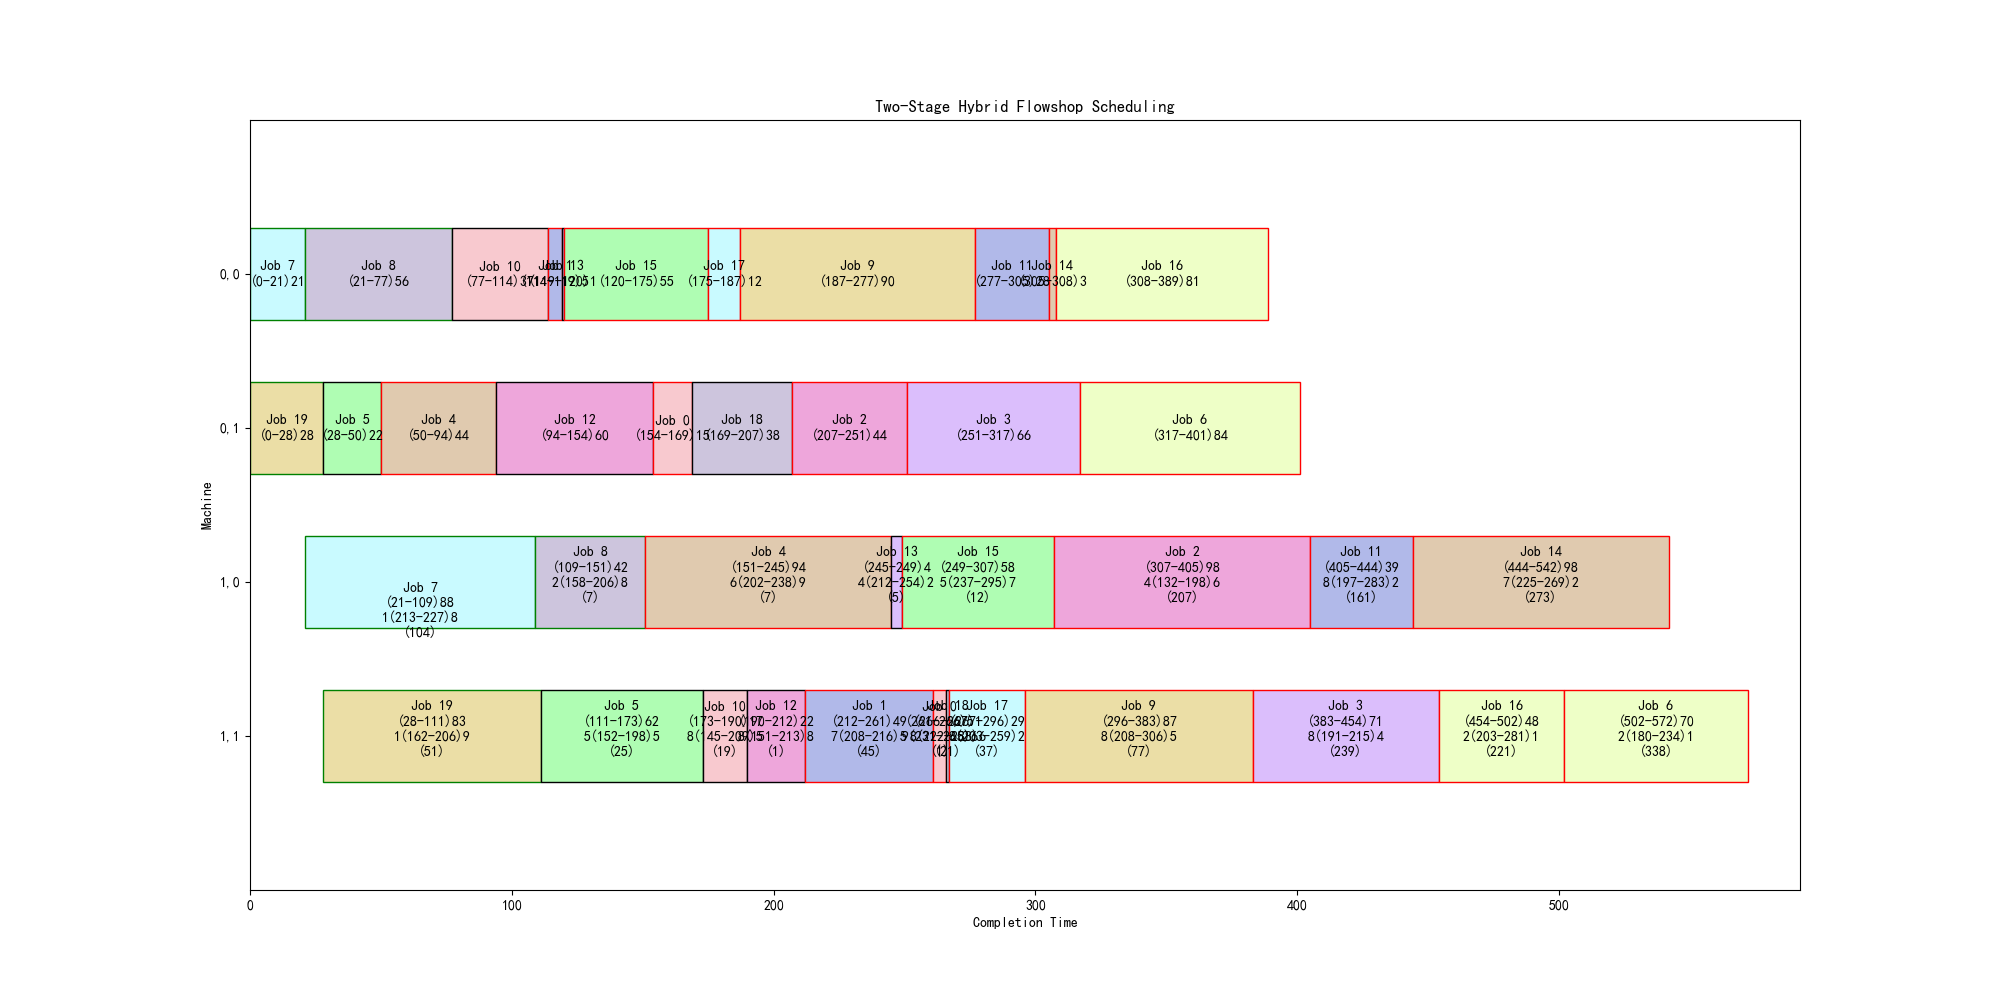 Two-Stage Hybrid Flowshop Scheduling
0,0
Job 7
(0-21)21
Job 8
(21-77)56
Job 10
(77-114)37
Job 13
Job 15
(120-175)55
Job 17
(175-187)12
Job 9
(187-277)90
Job 11
(277-305)28
Job 14
(305-308)3
Job 16
(308-389)81
0,1
Job 19
(0-28)28
Job 5
(28-50)22
Job 4
(50-94)44
Job 12
(94-154)60
Job 0
(154-169)15
Job 18
(169-207)38
Job 2
(207-251)44
Job 3
(251-317)66
Job 6
(317-401)84
Machine
1,0
Job 7
(21-109)88
1(213-227)8
(104)
Job 8
(109-151)42
2(158-206)8
(7)
Job 4
(151-245)94
6(202-238)9
(7)
Job 13
(245-249)4
4(212-254)2
(5)
Job 15
(249-307)58
5(237-295)7
(12)
Job 2
(307-405)98
4(132-198)6
(207)
Job 11
(405-444)39
8(197-283)2
(161)
Job 14
(444-542)98
7(225-269)2
(273)
1,1
Job 19
(28-111)83
1(162-206)9
(51)
Job 5
(111-173)62
5(152-198)5
(25)
Job 10
(173-190)17
(19)
Job 12
(190-212)22
(1)
Job 1
(212-261)49
7(208-216)5
(45)
Job 17
(267-296)29
(37)
Job 9
(296-383)87
8(208-306)5
(77)
Job 3
(383-454)71
8(191-215)4
(239)
Job 16
(454-502)48
2(203-281)1
(221)
Job 6
(502-572)70
2(180-234)1
(338)
0 100 200 300 400 500
Completion Time